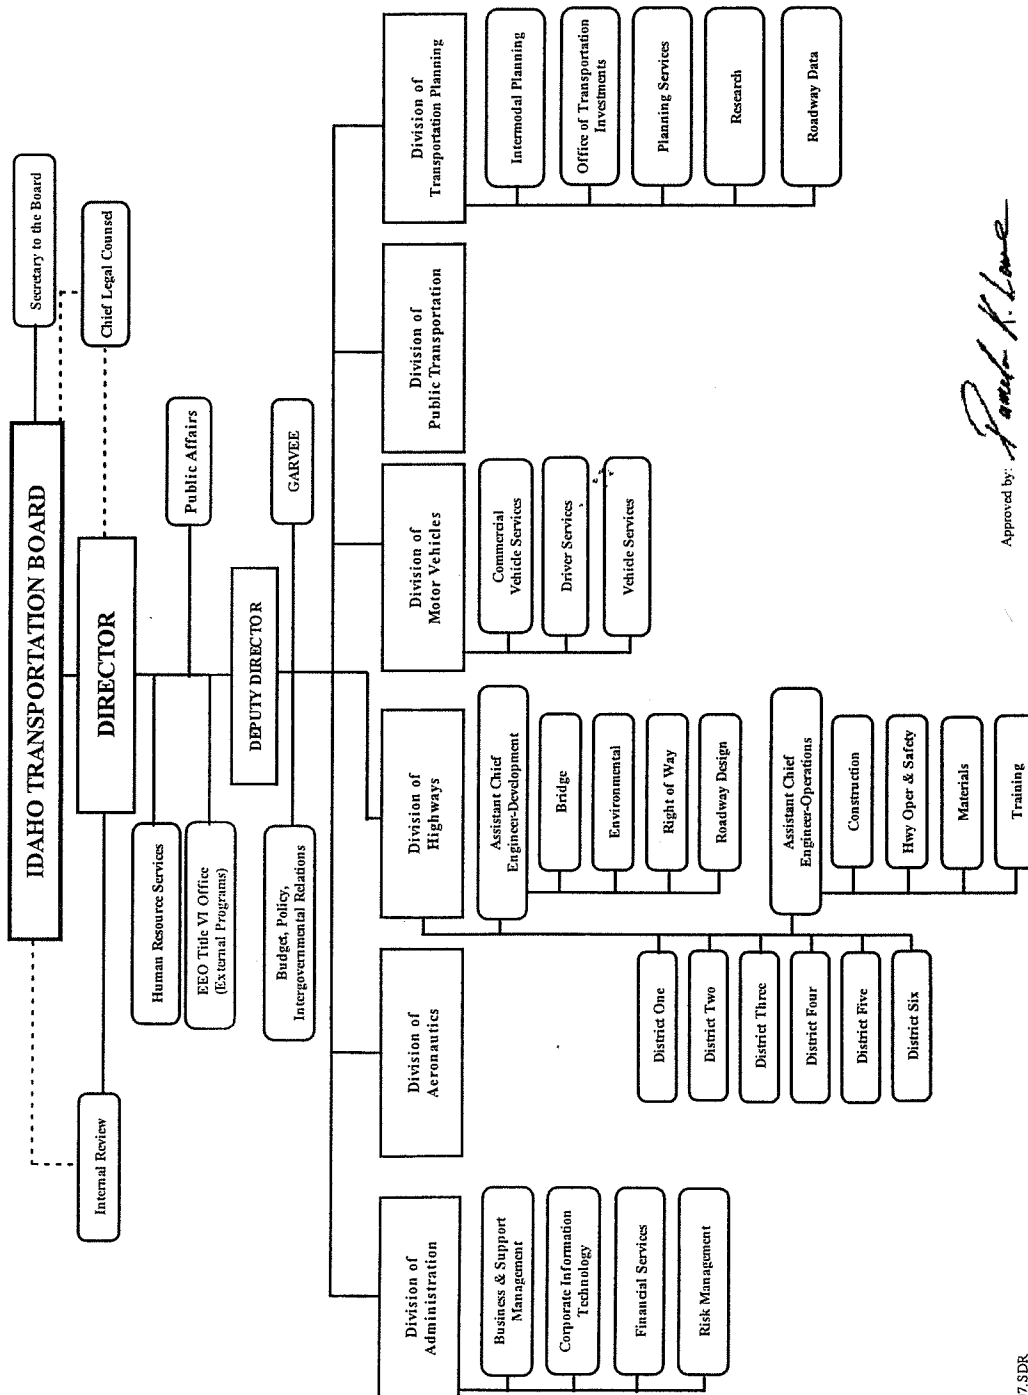 IDAHO TRANSPORTATION BOARD
Secretary to the Board
Chief Legal Counsel
DIRECTOR
Internal Review
Public Affairs
Human Resource Services
EEO Title VI Office
(External Programs)
DEPUTY DIRECTOR
GARVEE
Budget, Policy,
Intergovernmental Relations
Division of
Administration
Business & Support
Management
Corporate Information
Technology
Financial Services
Risk Management
Division of
Aeronautics
Division of
Highways
Assistant Chief
Engineer-Development
Bridge
Environmental
Right of Way
Roadway Design
District One
District Two
District Three
District Four
District Five
District Six
Assistant Chief
Engineer-Operations
Construction
Hwy Oper & Safety
Materials
Training
Division of
Motor Vehicles
Commercial
Vehicle Services
Driver Services
Vehicle Services
Division of
Public Transportation
Division of
Transportation Planning
Intermodal Planning
Office of Transportation
Investments
Planning Services
Research
Roadway Data
Approved by: Pamela K. Lowe
7.SDR